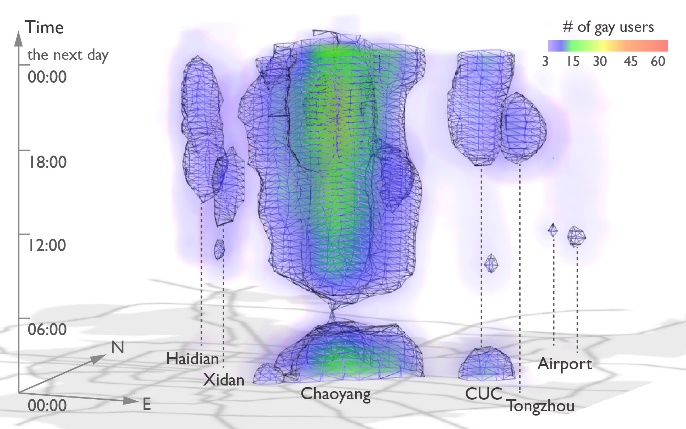 Time
# of gay users
the next day
3 15 30 45 60
00:00
18:00
12:00
06:00
N
Haidian
Airport
Xidan
Chaoyang
CUC
Tongzhou
00:00
E